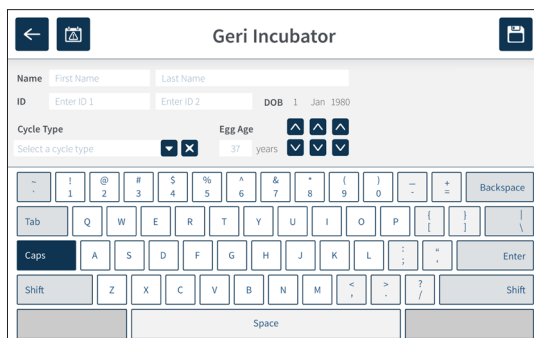 Geri Incubator
Name First Name Last Name
ID Enter ID 1 Enter ID 2 DOB 1 Jan 1980
Cycle Type Egg Age
Select a cycle type 37 years
~ ! @ # $ % ^ & * ( ) _ + Backspace
` 1 2 3 4 5 6 7 8 9 0 - =
Tab Q W E R T Y U I O P { } |
[ ] \
Caps A S D F G H J K L : “ Enter
; ‘
Shift Z X C V B N M < > ? Shift
, . /
Space